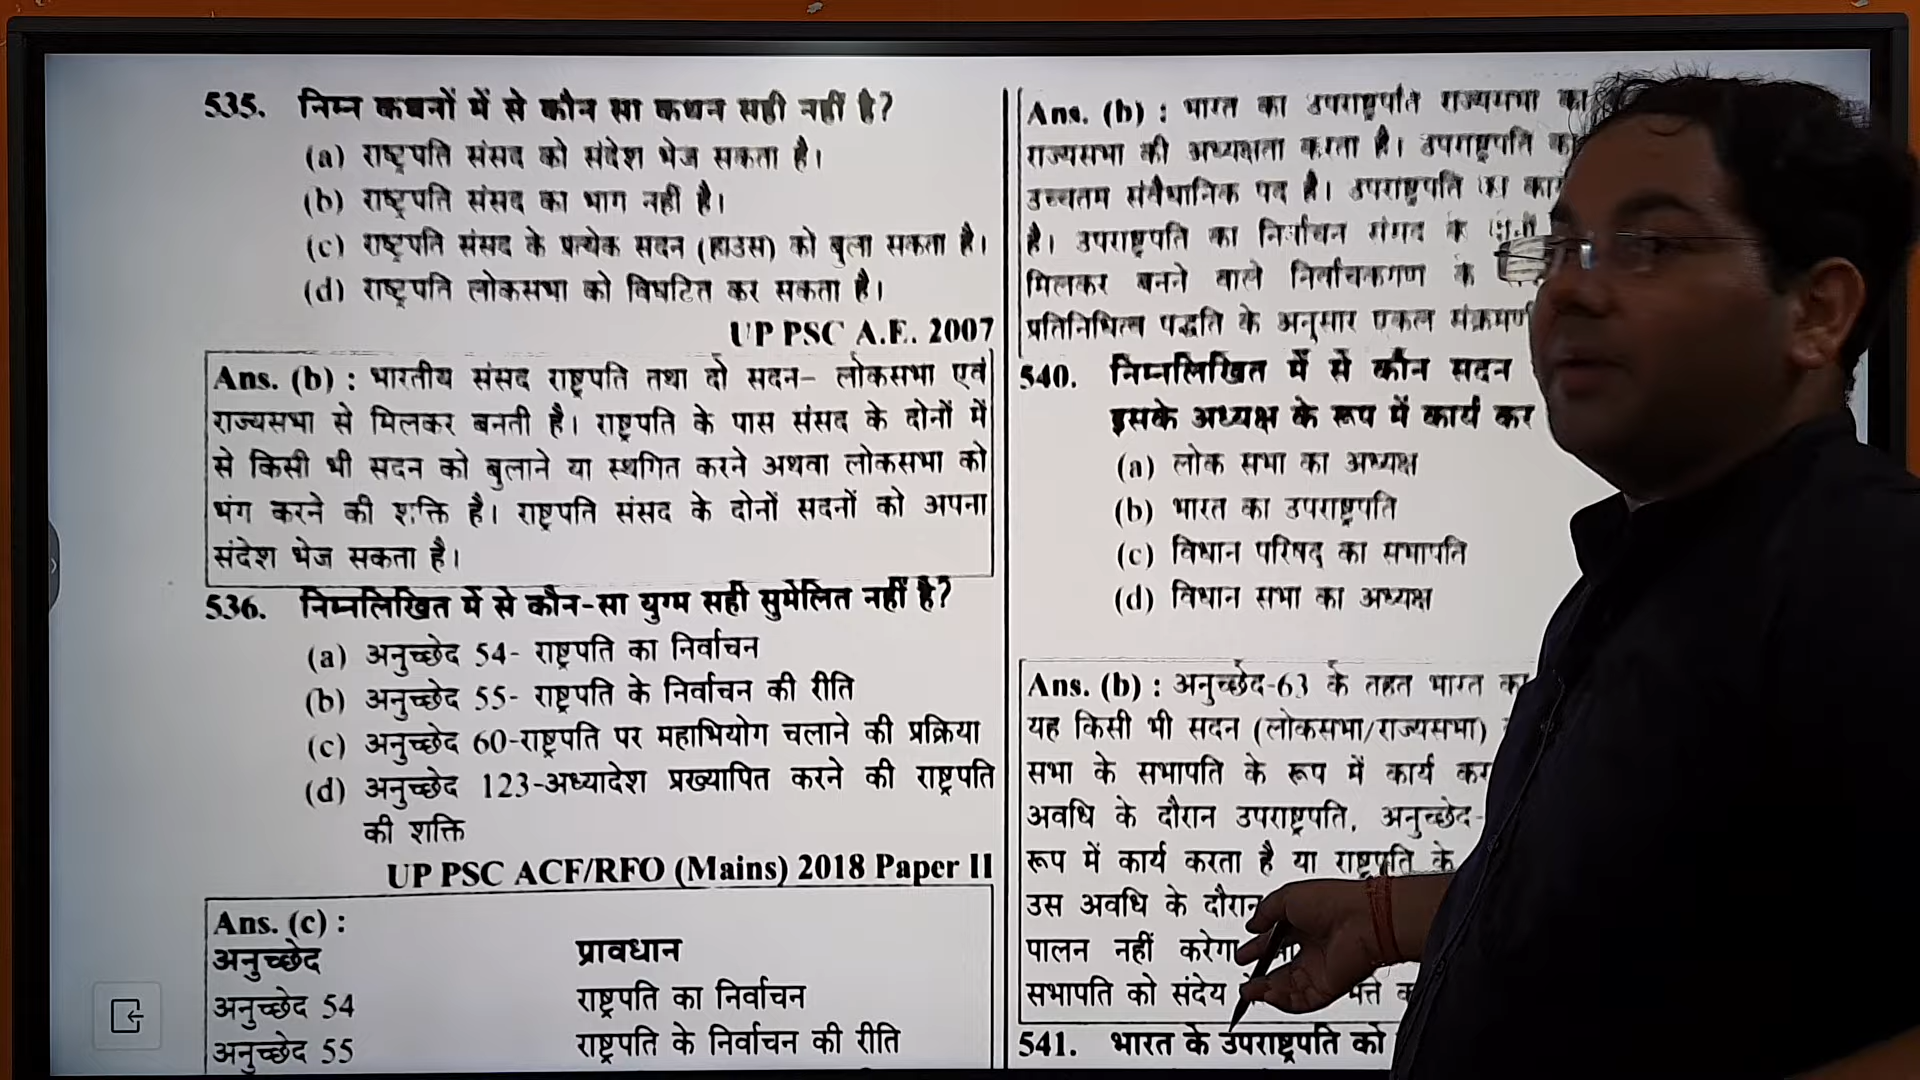 535. निम्न कथनों में से कौन सा कथन सही नहीं है?
(a) राष्ट्रपति संसद को संदेश भेज सकता है।
(b) राष्ट्रपति संसद का भाग नहीं है।
(c) राष्ट्रपति संसद के प्रत्येक सदन (हाउस) को बुला सकता है।
(d) राष्ट्रपति लोकसभा को विघटित कर सकता है।
UP PSC A.E. 2007
Ans. (b) : भारतीय संसद राष्ट्रपति तथा दो सदन– लोकसभा एवं
राज्यसभा से मिलकर बनती है। राष्ट्रपति के पास संसद के दोनों में
से किसी भी सदन को बुलाने या स्थगित करने अथवा लोकसभा को
भंग करने की शक्ति है। राष्ट्रपति संसद के दोनों सदनों को अपना
संदेश भेज सकता है।
536. निम्नलिखित में से कौन-सा युग्म सही सुमेलित नहीं है?
(a) अनुच्छेद 54- राष्ट्रपति का निर्वाचन
(b) अनुच्छेद 55- राष्ट्रपति के निर्वाचन की रीति
(c) अनुच्छेद 60-राष्ट्रपति पर महाभियोग चलाने की प्रक्रिया
(d) अनुच्छेद 123-अध्यादेश प्रख्यापित करने की राष्ट्रपति
की शक्ति
UP PSC ACF/RFO (Mains) 2018 Paper II
Ans. (c) :
अनुच्छेद प्रावधान
अनुच्छेद 54 राष्ट्रपति का निर्वाचन
अनुच्छेद 55 राष्ट्रपति के निर्वाचन की रीति
Ans. (b) : भारत का उपराष्ट्रपति राज्यसभा का
राज्यसभा की अध्यक्षता करता है। उपराष्ट्रपति का
उच्चतम संवैधानिक पद है। उपराष्ट्रपति का
है। उपराष्ट्रपति का निर्वाचन संसद के
मिलकर बनने वाले निर्वाचकगण के
प्रतिनिधित्व पद्धति के अनुसार एकल
540. निम्नलिखित में से कौन सदन
इसके अध्यक्ष के रूप में कार्य कर
(a) लोक सभा का अध्यक्ष
(b) भारत का उपराष्ट्रपति
(c) विधान परिषद का सभापति
(d) विधान सभा का अध्यक्ष
Ans. (b) : अनुच्छेद-63 के तहत भारत का
यह किसी भी सदन (लोकसभा/राज्यसभा)
सभा के सभापति के रूप में कार्य कर
अवधि के दौरान उपराष्ट्रपति, अनुच्छेद-
रूप में कार्य करता है या राष्ट्रपति के
उस अवधि के दौरान
पालन नहीं करेगा
सभापति को संदेय
541. भारत के उपराष्ट्रपति को